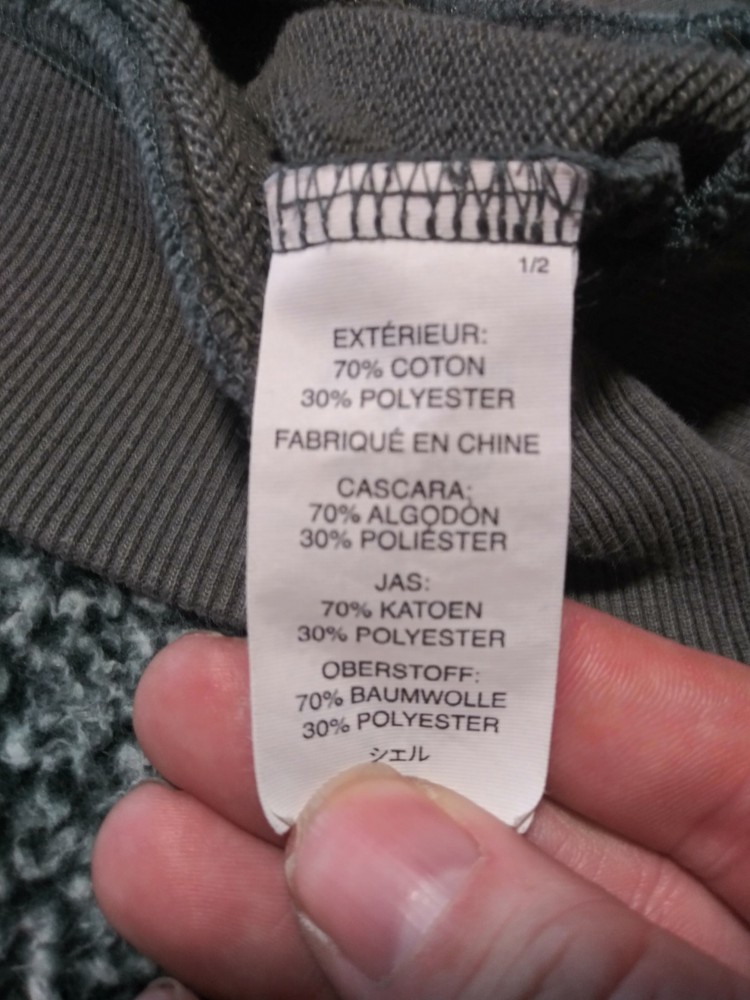 1/2
EXTÉRIEUR:
70% COTON
30% POLYESTER
FABRIQUÉ EN CHINE
CASCARA:
70% ALGODÓN
30% POLIÉSTER
JAS:
70% KATOEN
30% POLYESTER
OBERSTOFF:
70% BAUMWOLLE
30% POLYESTER
シェル